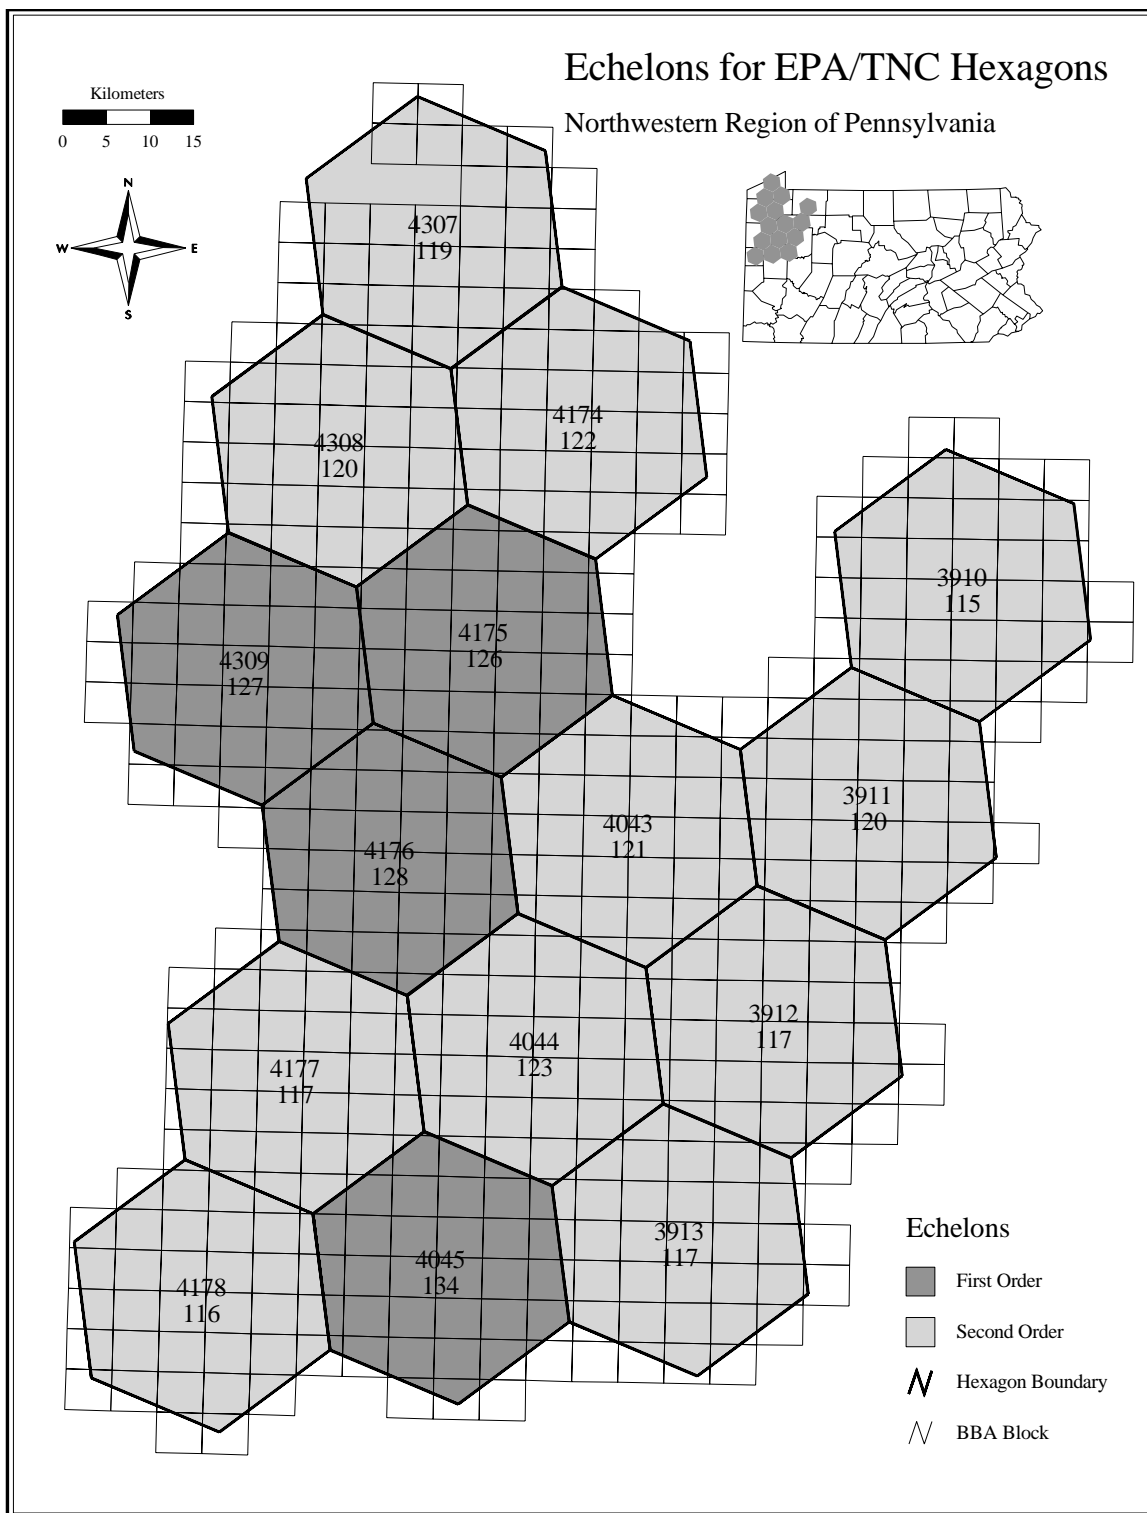 Echelons for EPA/TNC Hexagons
Northwestern Region of Pennsylvania
Kilometers
0 5 10 15
N
W E
S
4307
119
4174
122
4308
120
3910
115
4175
126
4309
127
3911
120
4043
121
4176
128
3912
117
4044
123
4177
117
3913
117
4045
134
4178
116
Echelons
First Order
Second Order
Hexagon Boundary
BBA Block